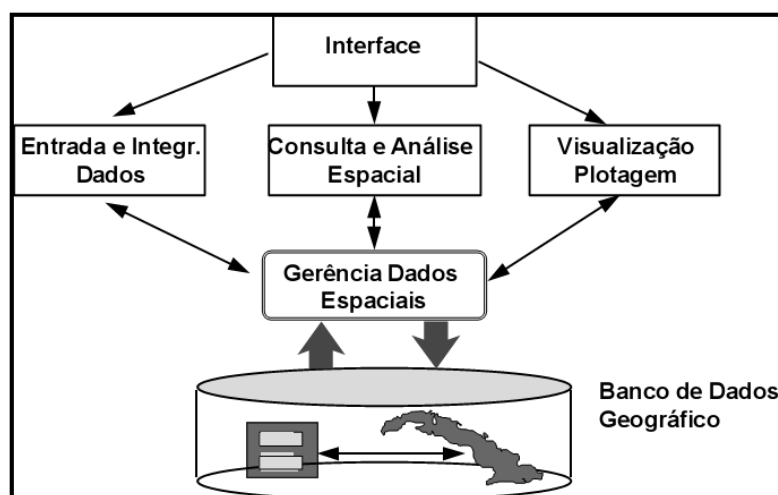 Interface
Entrada e Integr.
Dados
Consulta e Análise
Espacial
Visualização
Plotagem
Gerência Dados
Espaciais
Banco de Dados
Geográfico